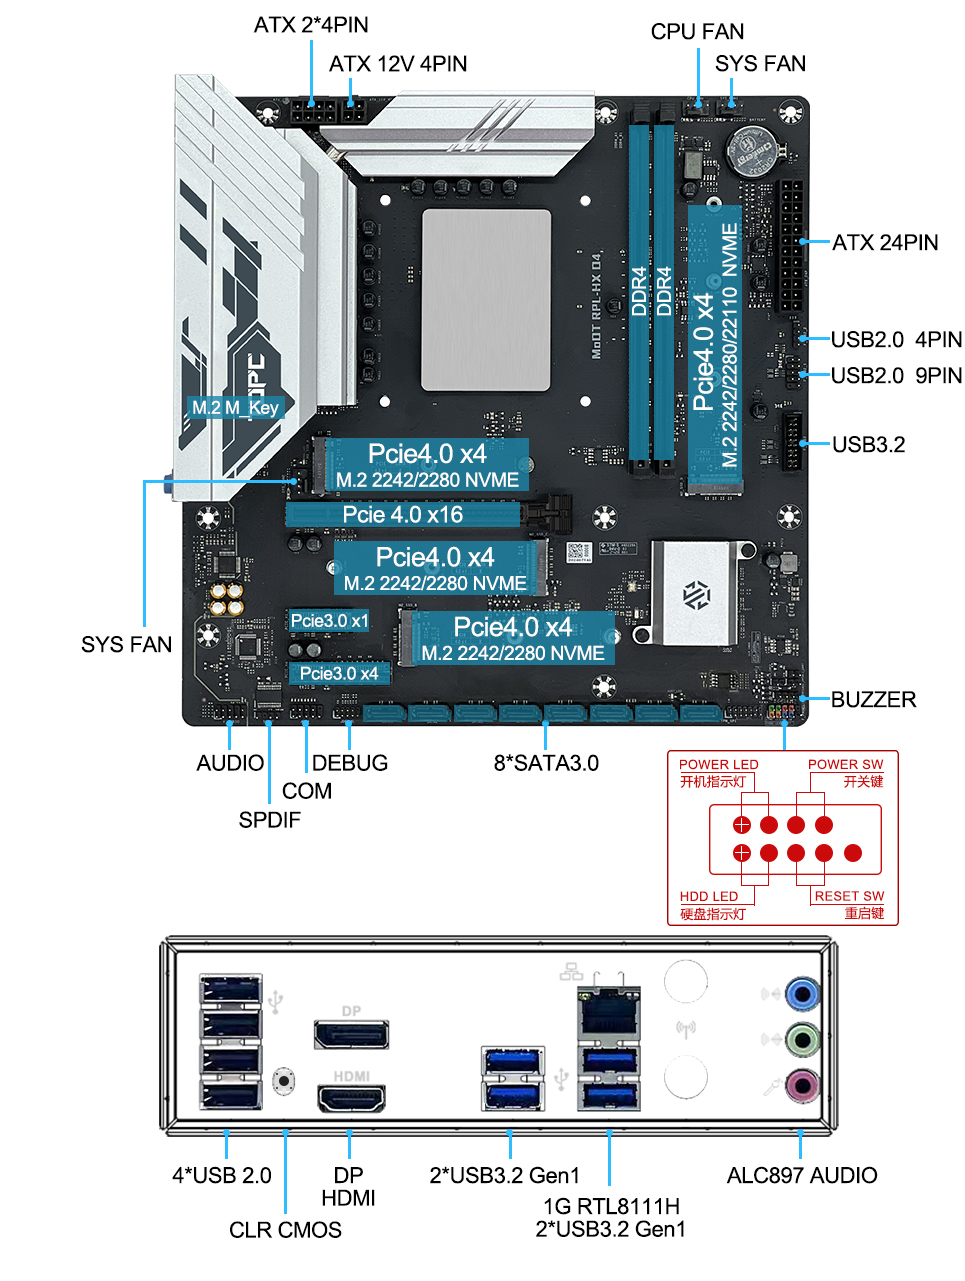 ATX 2*4PIN
CPU FAN
ATX 12V 4PIN
SYS FAN
BATTERY
Omnergy
CR2032
ATX 24PIN
DDR4
DDR4
Pcie4.0 x4
M.2 2242/2280/22110 NVME
MoDT RPL-HX D4
USB2.0 4PIN
USB2.0 9PIN
M.2 M_Key
USB3.2
Pcie4.0 x4
M.2 2242/2280 NVME
SYS FAN
Pcie 4.0 x16
Pcie4.0 x4
M.2 2242/2280 NVME
Pcie3.0 x1
Pcie4.0 x4
M.2 2242/2280 NVME
Pcie3.0 x4
BUZZER
AUDIO
DEBUG
8*SATA3.0
COM
SPDIF
POWER LED
POWER SW
开机指示灯
开关键
HDD LED
RESET SW
硬盘指示灯
重启键
DP
HDMI
4*USB 2.0
DP
HDMI
2*USB3.2 Gen1
ALC897 AUDIO
1G RTL8111H
2*USB3.2 Gen1
CLR CMOS